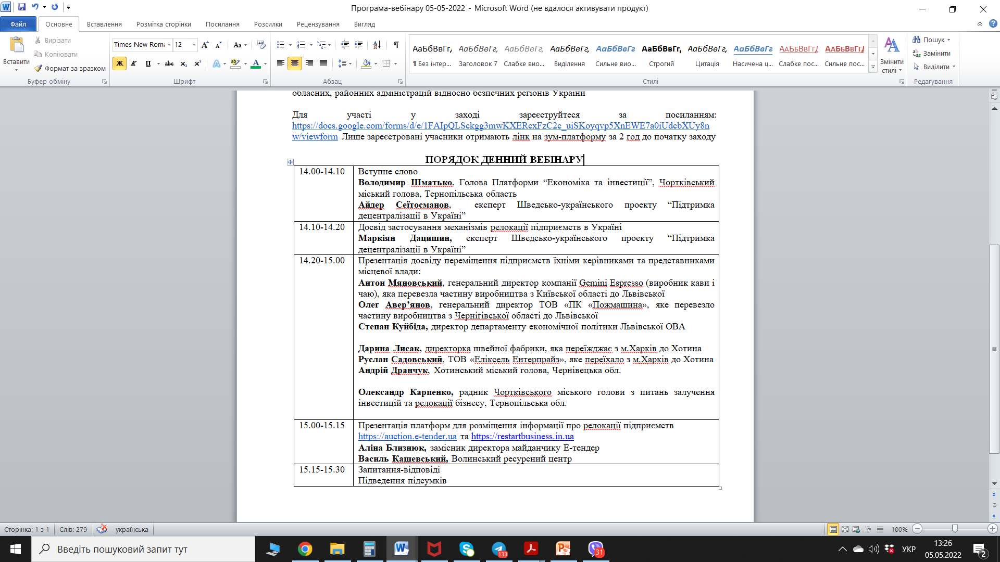 Програма-вебінару 05-05-2022 - Microsoft Word (не вдалося активувати продукт)
Файл Основне Вставлення Розмітка сторінки Посилання Розсилки Рецензування Вигляд
Вставити
Вирізати
Копіювати
Формат за зразком
Буфер обміну
Times New Roma 12
Шрифт
Абзац
АаБбВвГг, АаБбВвГг, АаБбВвГг, АаБбВвГг, АаБбВвГг АаБбВвГг, АаБбВвГг, АаБбВвГг АаБбВвГг АаБбВвГг
¶ Без інтер... Заголовок 7 Слабке вио... Виділення Сильне вио... Строгий Цитація Насичена ц... Слабке пос... Сильне пос...
Стилі
Змінити
стилі
Пошук
Замінити
Виділити
Редагування
обласних, районних адміністрацій відносно безпечних регіонів України
Для участі у заході зареєструйтеся за посиланням:
https://docs.google.com/forms/d/e/1FAIpQLSckgg3mwKXERcxFzC2c_uiSKoyqvp5XnEWE7a0iUdcbXUy8n
w/viewform Лише зареєстровані учасники отримають лінк на зум-платформу за 2 год до початку заходу
ПОРЯДОК ДЕННИЙ ВЕБІНАРУ
14.00-14.10 Вступне слово
Володимир Шматько, Голова Платформи “Економіка та інвестиції”, Чортківський
міський голова, Тернопільська область
Айдер Сеїтосманов, експерт Шведсько-українського проекту “Підтримка
децентралізації в Україні”
14.10-14.20 Досвід застосування механізмів релокації підприємств в Україні
Маркіян Дацишин, експерт Шведсько-українського проекту “Підтримка
децентралізації в Україні”
14.20-15.00 Презентація досвіду переміщення підприємств їхніми керівниками та представниками
місцевої влади:
Антон Мяновський, генеральний директор компанії Gemini Espresso (виробник кави і
чаю), яка перевезла частину виробництва з Київської області до Львівської
Олег Авер’янов, генеральний директор ТОВ «ПК «Пожмашина», яке перевезло
частину виробництва з Чернігівської області до Львівської
Степан Куйбіда, директор департаменту економічної політики Львівської ОВА
Дарина Лисак, директорка швейної фабрики, яка переїжджає з м.Харків до Хотина
Руслан Садовський, ТОВ «Еліксель Ентерпрайз», яке переїхало з м.Харків до Хотина
Андрій Дранчук, Хотинський міський голова, Чернівецька обл.
Олександр Карпенко, радник Чортківського міського голови з питань залучення
інвестицій та релокації бізнесу, Тернопільська обл.
15.00-15.15 Презентація платформ для розміщення інформації про релокації підприємств
https://auction.e-tender.ua та https://restartbusiness.in.ua
Аліна Близнюк, замісник директора майданчику Е-тендер
Василь Кашевський, Волинський ресурсний центр
15.15-15.30 Запитання-відповіді
Підведення підсумків
Сторінка: 1 з 1 Слів: 279 українська 100%
Введіть пошуковий запит тут
133
31
УКР
13:26
05.05.2022
2